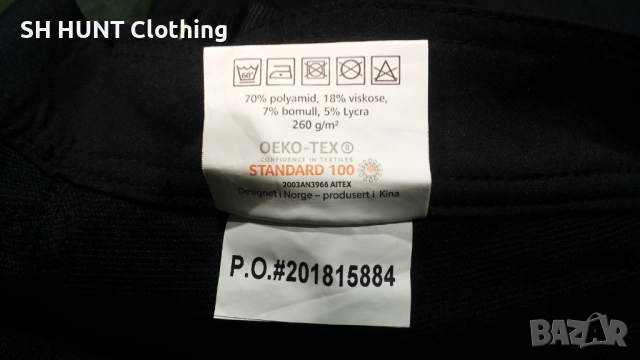 SH HUNT Clothing
60°
70% polyamid, 18% viskose,
7% bomull, 5% Lycra
260 g/m²
OEKO-TEX®
CONFIDENCE IN TEXTILES
STANDARD 100
2003AN3966 AITEX
Designet i Norge – produsert i Kina
P.O.#201815884
BAZAR